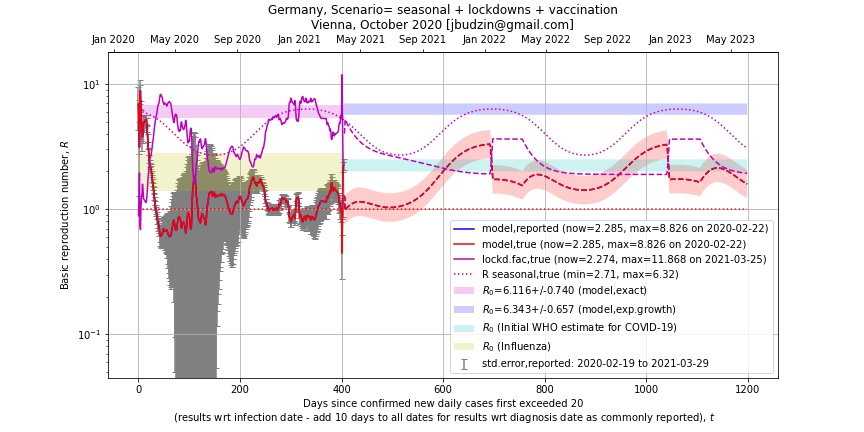 Germany, Scenario= seasonal + lockdowns + vaccination
Vienna, October 2020 [jbudzin@gmail.com]
Jan 2020 May 2020 Sep 2020 Jan 2021 May 2021 Sep 2021 Jan 2022 May 2022 Sep 2022 Jan 2023 May 2023
Basic reproduction number, R
10¹
10⁰
10⁻¹
model,reported (now=2.285, max=8.826 on 2020-02-22)
model,true (now=2.285, max=8.826 on 2020-02-22)
lockd.fac,true (now=2.274, max=11.868 on 2021-03-25)
R seasonal,true (min=2.71, max=6.32)
R₀=6.116+/-0.740 (model,exact)
R₀=6.343+/-0.657 (model,exp.growth)
R₀ (Initial WHO estimate for COVID-19)
R₀ (Influenza)
std.error,reported: 2020-02-19 to 2021-03-29
0 200 400 600 800 1000 1200
Days since confirmed new daily cases first exceeded 20
(results wrt infection date - add 10 days to all dates for results wrt diagnosis date as commonly reported), t